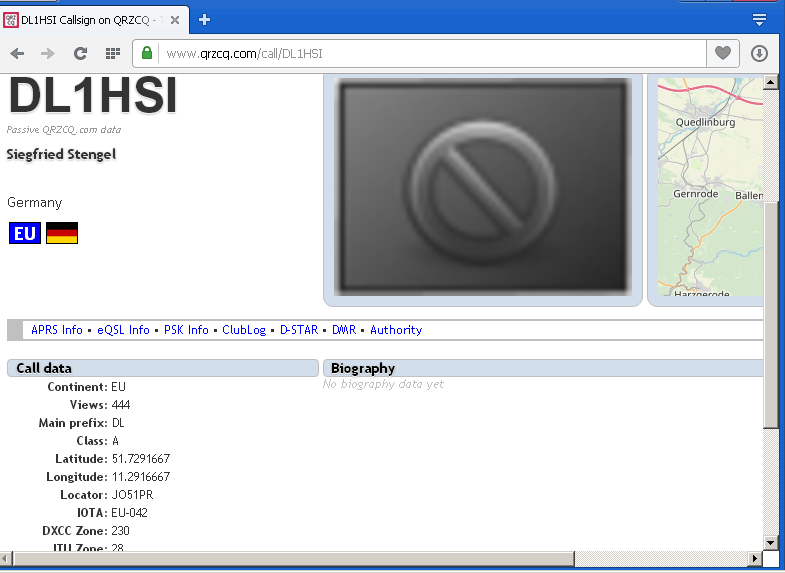 DL1HSI Callsign on QRZCQ -
www.qrzcq.com/call/DL1HSI
DL1HSI
Passive QRZCQ.com data
Siegfried Stengel
Germany
EU
Quedlinburg
Gernrode
Ballen
Harzgerode
APRS Info • eQSL Info • PSK Info • ClubLog • D-STAR • DMR • Authority
Call data
Continent: EU
Views: 444
Main prefix: DL
Class: A
Latitude: 51.7291667
Longitude: 11.2916667
Locator: JO51PR
IOTA: EU-042
DXCC Zone: 230
ITU Zone: 28
Biography
No biography data yet